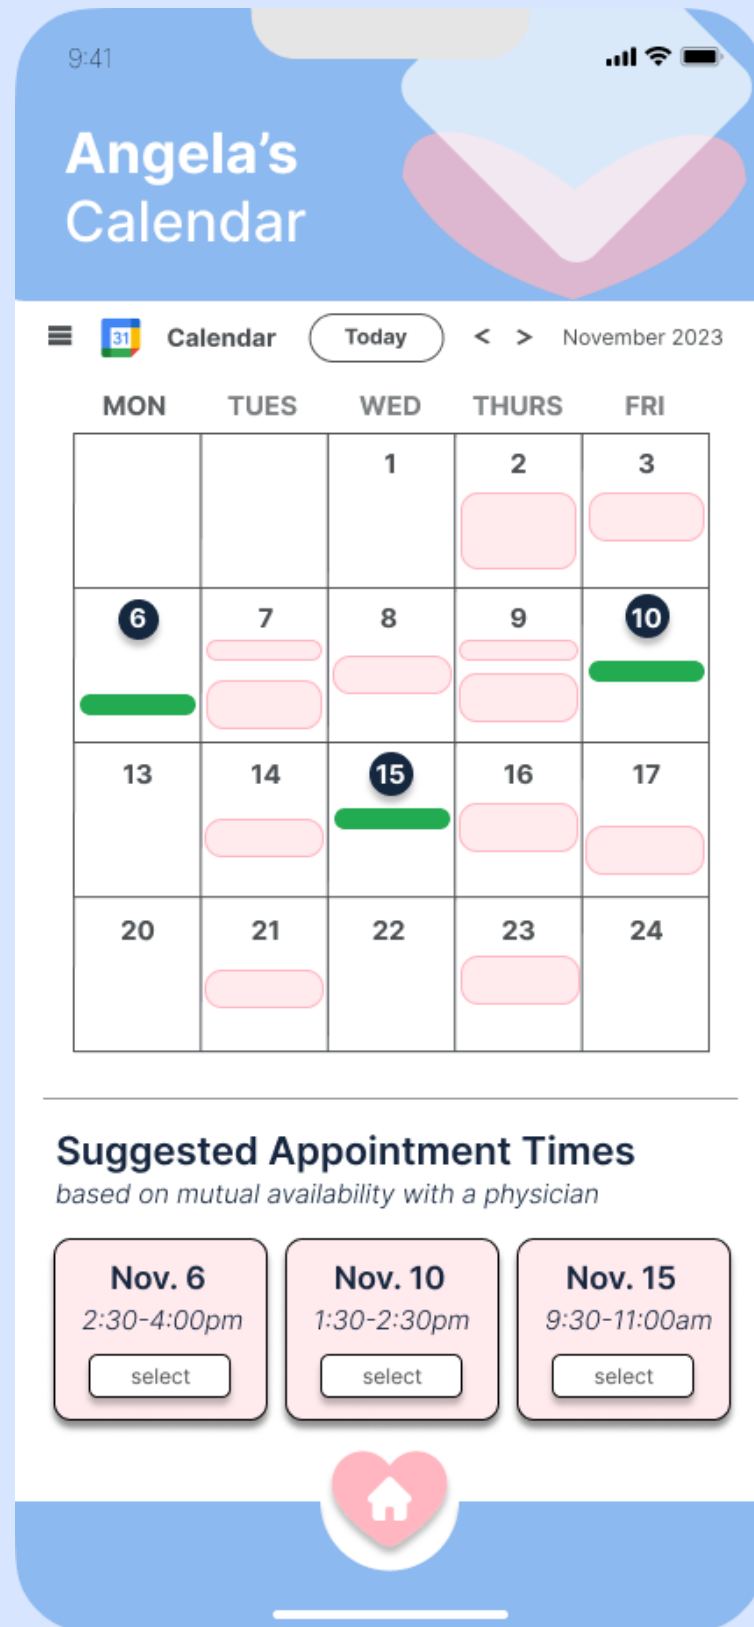 9:41
Angela’s
Calendar
31 Calendar Today < > November 2023
MON TUES WED THURS FRI
1 2 3
6 7 8 9 10
13 14 15 16 17
20 21 22 23 24
Suggested Appointment Times
based on mutual availability with a physician
Nov. 6 Nov. 10 Nov. 15
2:30-4:00pm 1:30-2:30pm 9:30-11:00am
select select select